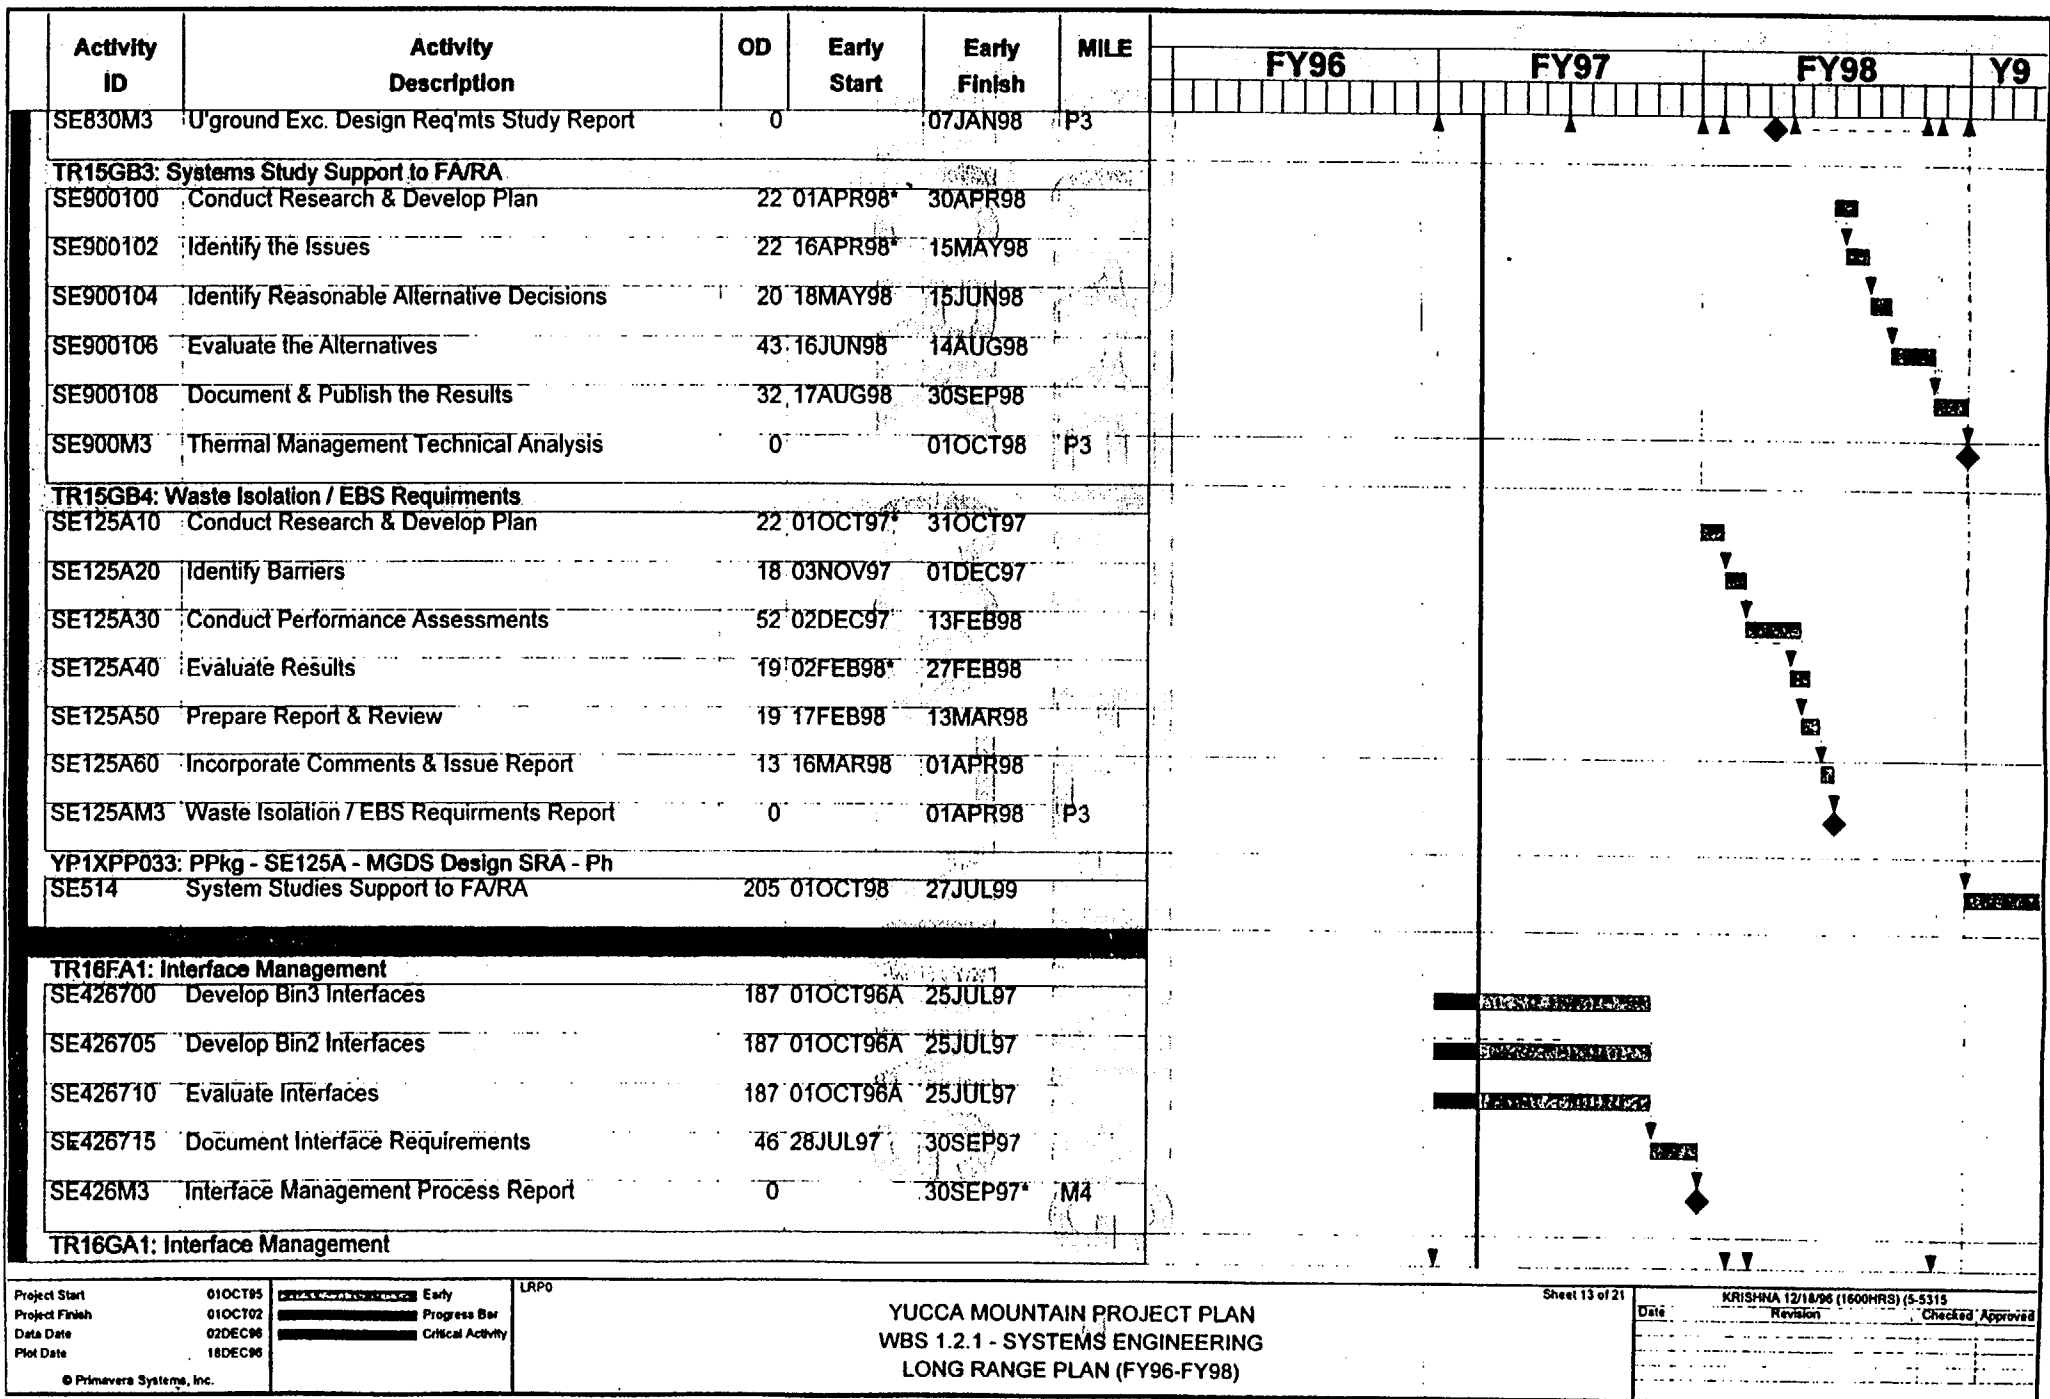 Activity ID Activity Description OD Early Start Early Finish MILE FY96 FY97 FY98 Y9
SE830M3 U'ground Exc. Design Req'mts Study Report 0 07JAN98 P3
TR15GB3: Systems Study Support to FA/RA
SE900100 Conduct Research & Develop Plan 22 01APR98* 30APR98
SE900102 Identify the Issues 22 16APR98* 15MAY98
SE900104 Identify Reasonable Alternative Decisions 20 18MAY98 15JUN98
SE900106 Evaluate the Alternatives 43 16JUN98 14AUG98
SE900108 Document & Publish the Results 32 17AUG98 30SEP98
SE900M3 Thermal Management Technical Analysis 0 01OCT98 P3
TR15GB4: Waste Isolation / EBS Requirments
SE125A10 Conduct Research & Develop Plan 22 01OCT97* 31OCT97
SE125A20 Identify Barriers 18 03NOV97 01DEC97
SE125A30 Conduct Performance Assessments 52 02DEC97 13FEB98
SE125A40 Evaluate Results 19 02FEB98* 27FEB98
SE125A50 Prepare Report & Review 19 17FEB98 13MAR98
SE125A60 Incorporate Comments & Issue Report 13 16MAR98 01APR98
SE125AM3 Waste Isolation / EBS Requirments Report 0 01APR98 P3
YP1XPP033: PPkg - SE125A - MGDS Design SRA - Ph
SE514 System Studies Support to FA/RA 205 01OCT98 27JUL99
TR16FA1: Interface Management
SE426700 Develop Bin3 Interfaces 187 01OCT96A 25JUL97
SE426705 Develop Bin2 Interfaces 187 01OCT96A 25JUL97
SE426710 Evaluate Interfaces 187 01OCT96A 25JUL97
SE426715 Document Interface Requirements 46 28JUL97 30SEP97
SE426M3 Interface Management Process Report 0 30SEP97* M4
TR16GA1: Interface Management
Project Start 01OCT95
Project Finish 01OCT02
Data Date 02DEC96
Plot Date 18DEC96
© Primavera Systems, Inc.
Early
Progress Bar
Critical Activity
LRP0
YUCCA MOUNTAIN PROJECT PLAN
WBS 1.2.1 - SYSTEMS ENGINEERING
LONG RANGE PLAN (FY96-FY98)
Sheet 13 of 21
KRISHNA 12/18/96 (1600HRS) (5-5315
Date Revision Checked Approved